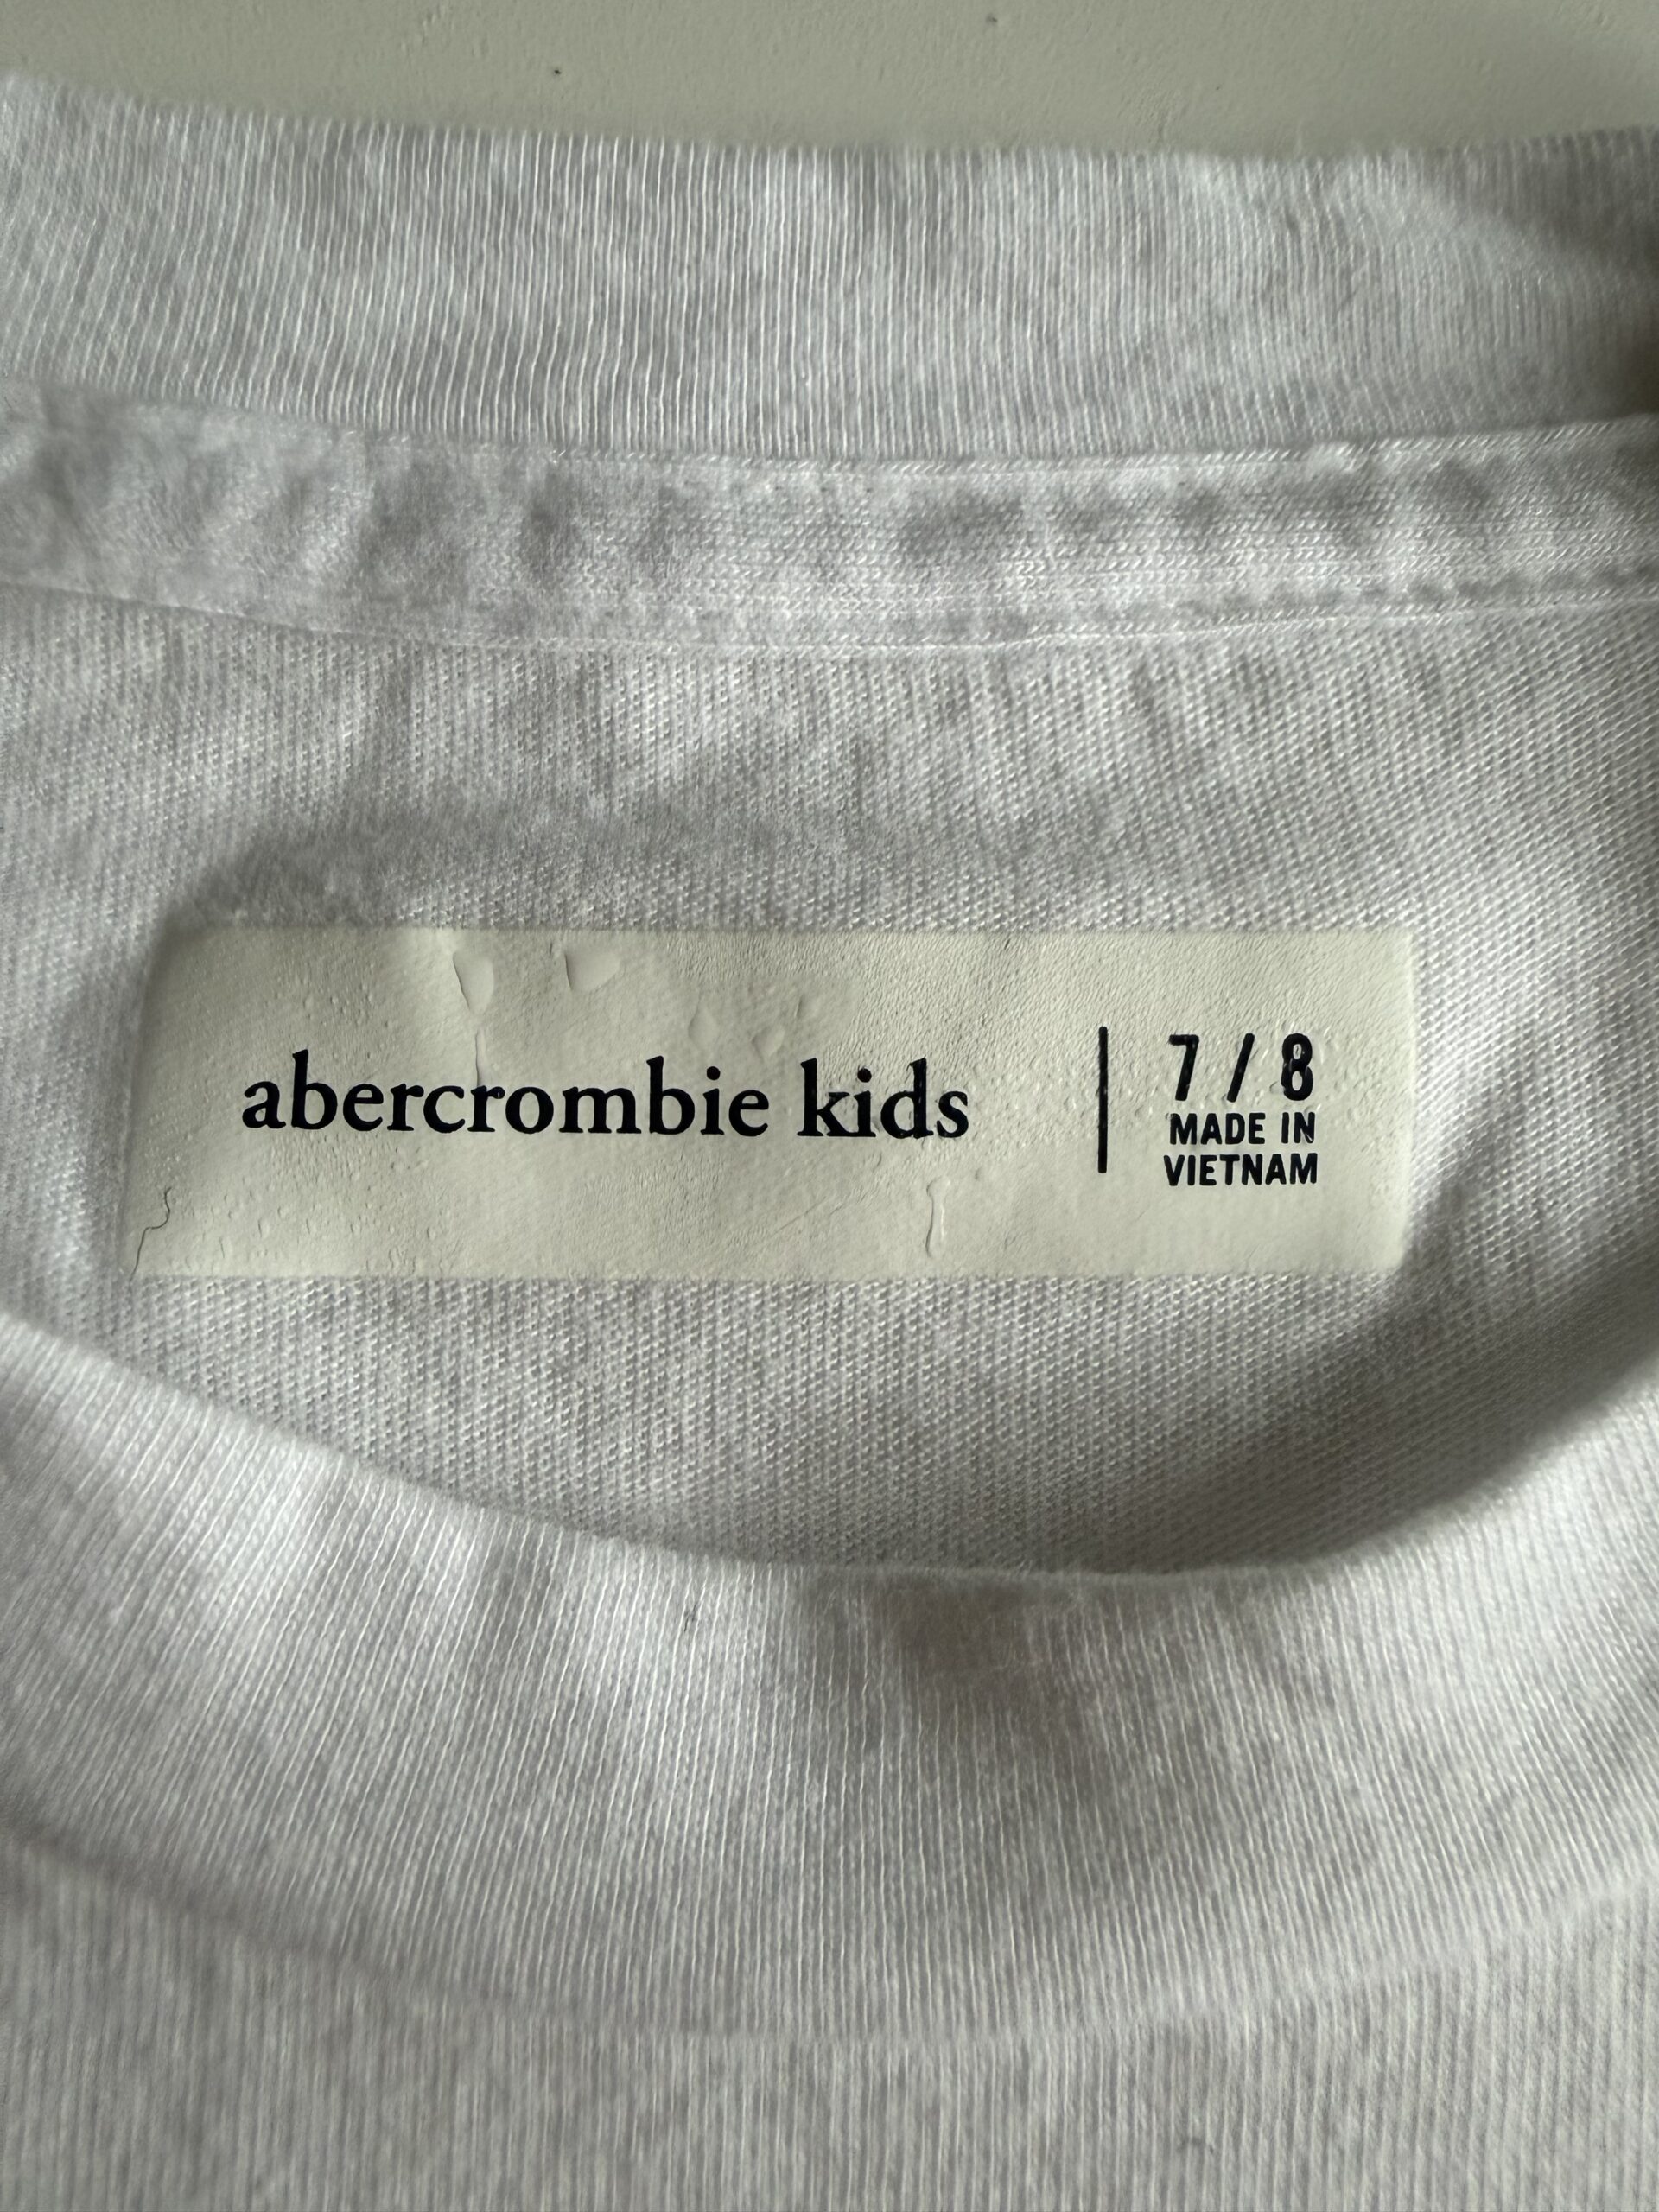 abercrombie kids | 7 / 8
MADE IN
VIETNAM